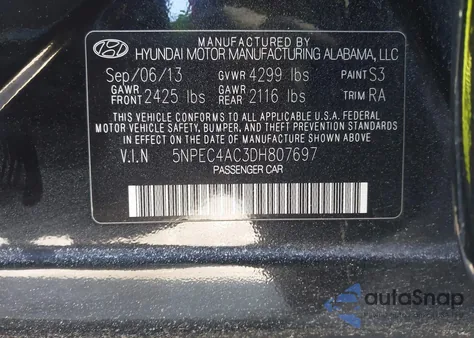 MANUFACTURED BY
HYUNDAI MOTOR MANUFACTURING ALABAMA, LLC
Sep/06/13 GVWR 4299 lbs PAINT S3
GAWR FRONT 2425 lbs GAWR REAR 2116 lbs TRIM RA
THIS VEHICLE CONFORMS TO ALL APPLICABLE U.S.A FEDERAL
MOTOR VEHICLE SAFETY, BUMPER, AND THEFT PREVENTION STANDARDS
IN EFFECT ON THE DATE OF MANUFACTURE SHOWN ABOVE.
V.I.N 5NPEC4AC3DH807697
PASSENGER CAR
autoSnap